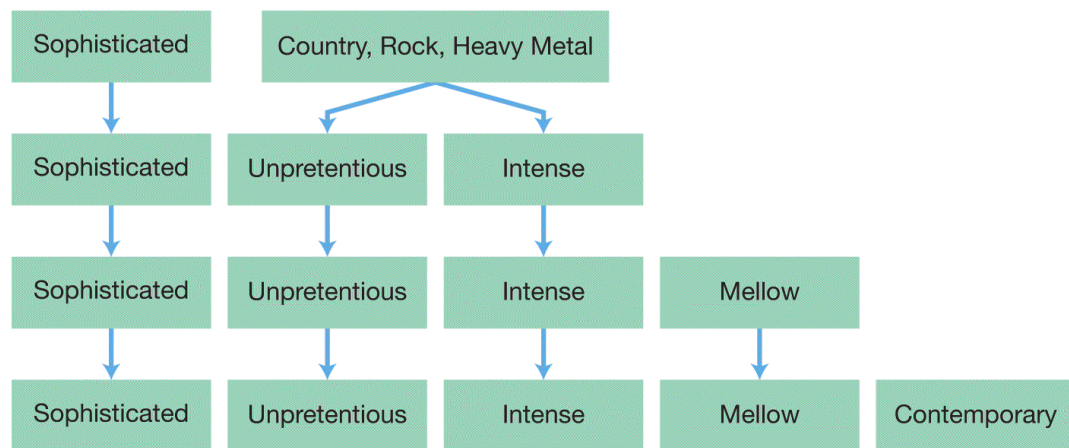 Sophisticated
Country, Rock, Heavy Metal
Sophisticated
Unpretentious
Intense
Sophisticated
Unpretentious
Intense
Mellow
Sophisticated
Unpretentious
Intense
Mellow
Contemporary